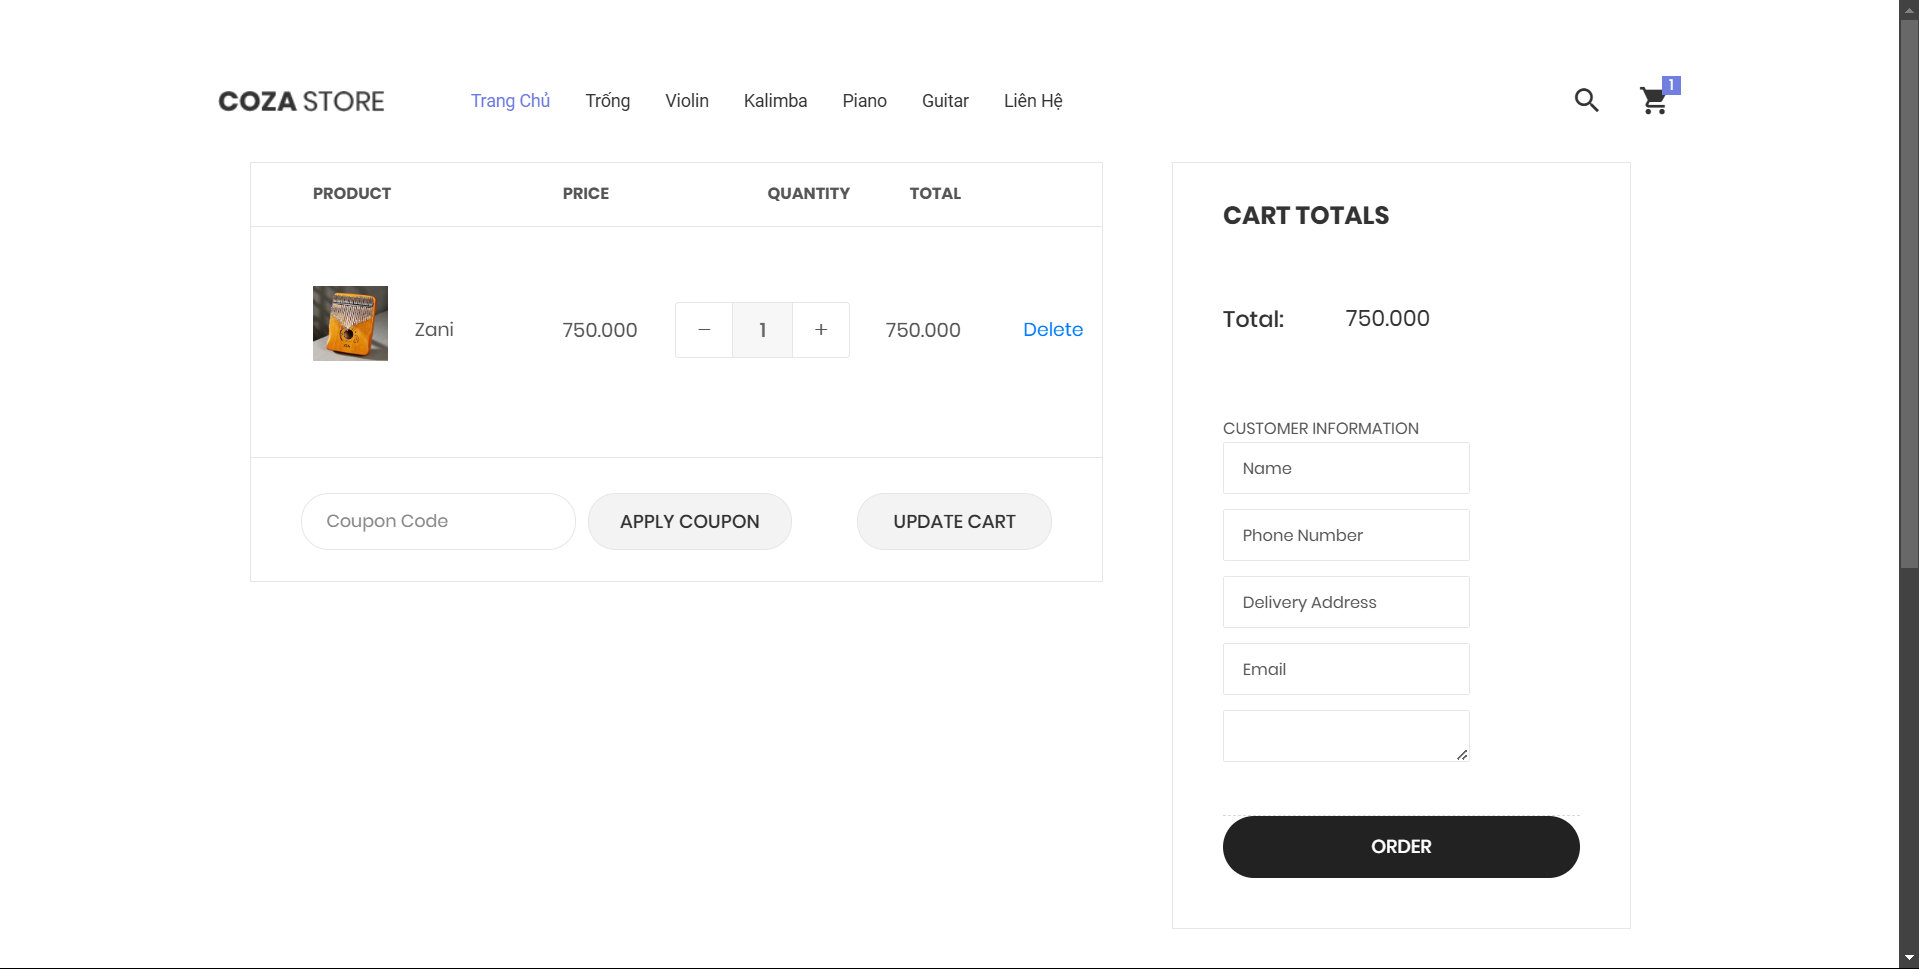 COZA STORE
Trang Chủ
Trống
Violin
Kalimba
Piano
Guitar
Liên Hệ
1
PRODUCT
PRICE
QUANTITY
TOTAL
Zani
750.000
−
1
+
750.000
Delete
Coupon Code
APPLY COUPON
UPDATE CART
CART TOTALS
Total:
750.000
CUSTOMER INFORMATION
Name
Phone Number
Delivery Address
Email
ORDER